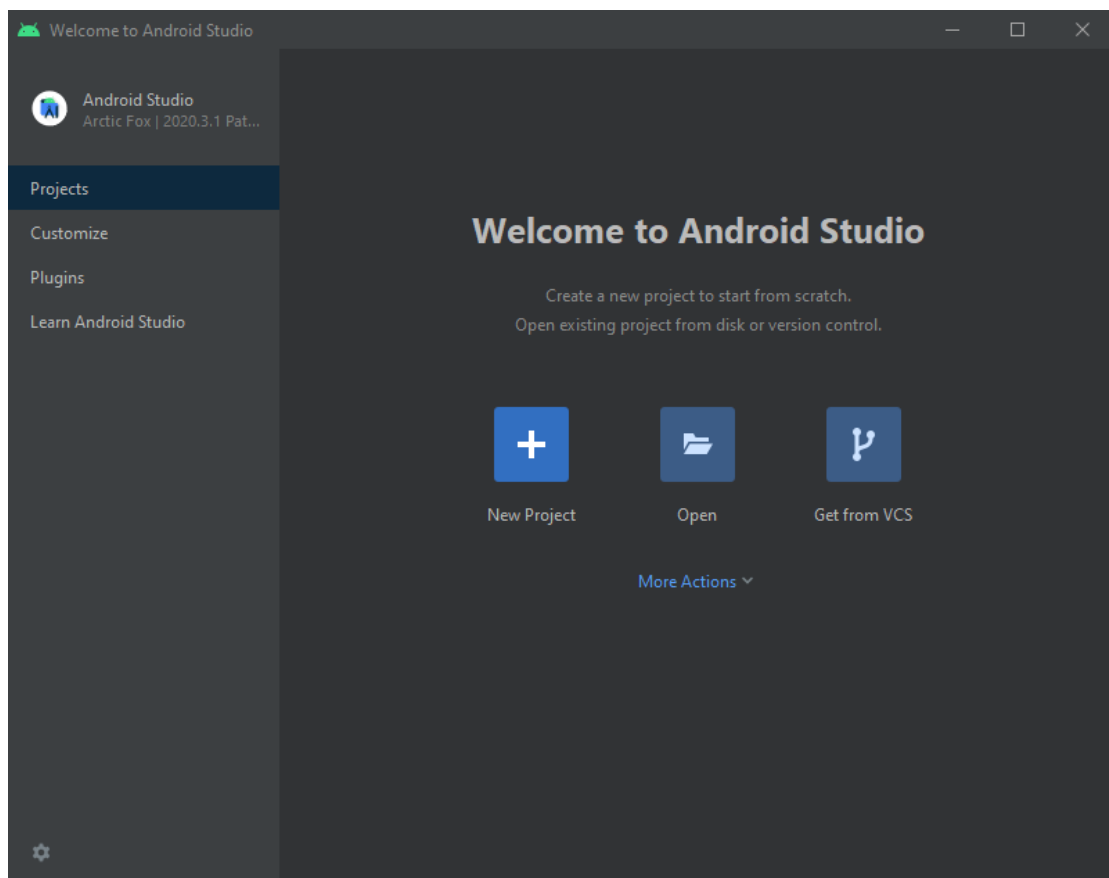 Welcome to Android Studio
Android Studio
Arctic Fox | 2020.3.1 Pat...
Projects
Customize
Plugins
Learn Android Studio
Welcome to Android Studio
Create a new project to start from scratch.
Open existing project from disk or version control.
New Project
Open
Get from VCS
More Actions